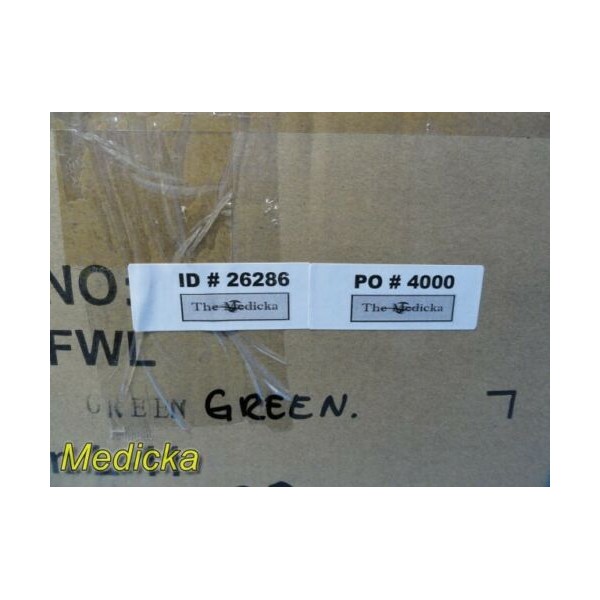 ID # 26286
The Medicka
PO # 4000
The Medicka
NO:
FWL
GREEN GREEN. 7
Medicka